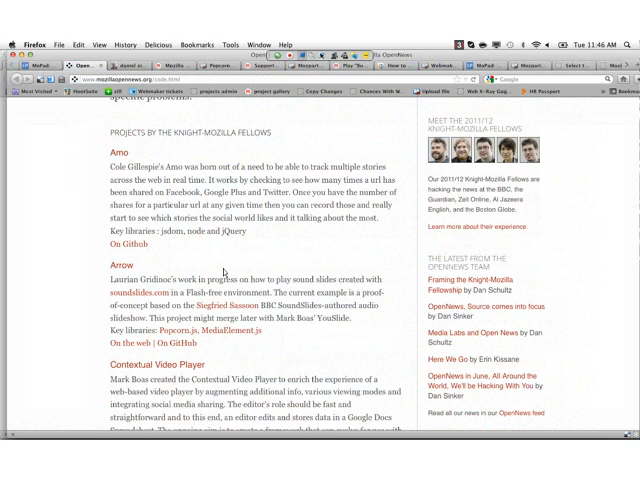 Firefox File Edit View History Delicious Bookmarks Tools Window Help
Tue 11:46 AM
www.mozillaopennews.org/code.html
Google
Most Visited HootSuite zill Webmaker tickets projects admin project gallery Copy Changes Chances With W... Upload file Web X-Ray Gog... HR Passport
specific problems.
PROJECTS BY THE KNIGHT-MOZILLA FELLOWS
Amo
Cole Gillespie's Amo was born out of a need to be able to track multiple stories
across the web in real time. It works by checking to see how many times a url has
been shared on Facebook, Google Plus and Twitter. Once you have the number of
shares for a particular url at any given time then you can record those and really
start to see which stories the social world likes and it talking about the most.
Key libraries : jsdom, node and jQuery
On Github
Arrow
Laurian Gridinoc's work in progress on how to play sound slides created with
soundslides.com in a Flash-free environment. The current example is a proof-
of-concept based on the Siegfried Sassoon BBC SoundSlides-authored audio
slideshow. This project might merge later with Mark Boas' YouSlide.
Key libraries: Popcorn.js, MediaElement.js
On the web | On GitHub
Contextual Video Player
Mark Boas created the Contextual Video Player to enrich the experience of a
web-based video player by augmenting additional info, various viewing modes and
integrating social media sharing. The editor's role should be fast and
straightforward and to this end, an editor edits and stores data in a Google Docs
MEET THE 2011/12
KNIGHT-MOZILLA FELLOWS
Our 2011/12 Knight-Mozilla Fellows are
hacking the news at the BBC, the
Guardian, Zeit Online, Al Jazeera
English, and the Boston Globe.
Learn more about their experience.
THE LATEST FROM THE
OPENNEWS TEAM
Framing the Knight-Mozilla
Fellowship by Dan Schultz
OpenNews, Source comes into focus
by Dan Sinker
Media Labs and Open News by Dan
Schultz
Here We Go by Erin Kissane
OpenNews in June, All Around the
World, We'll be Hacking With You by
Dan Sinker
Read all our news in our OpenNews feed